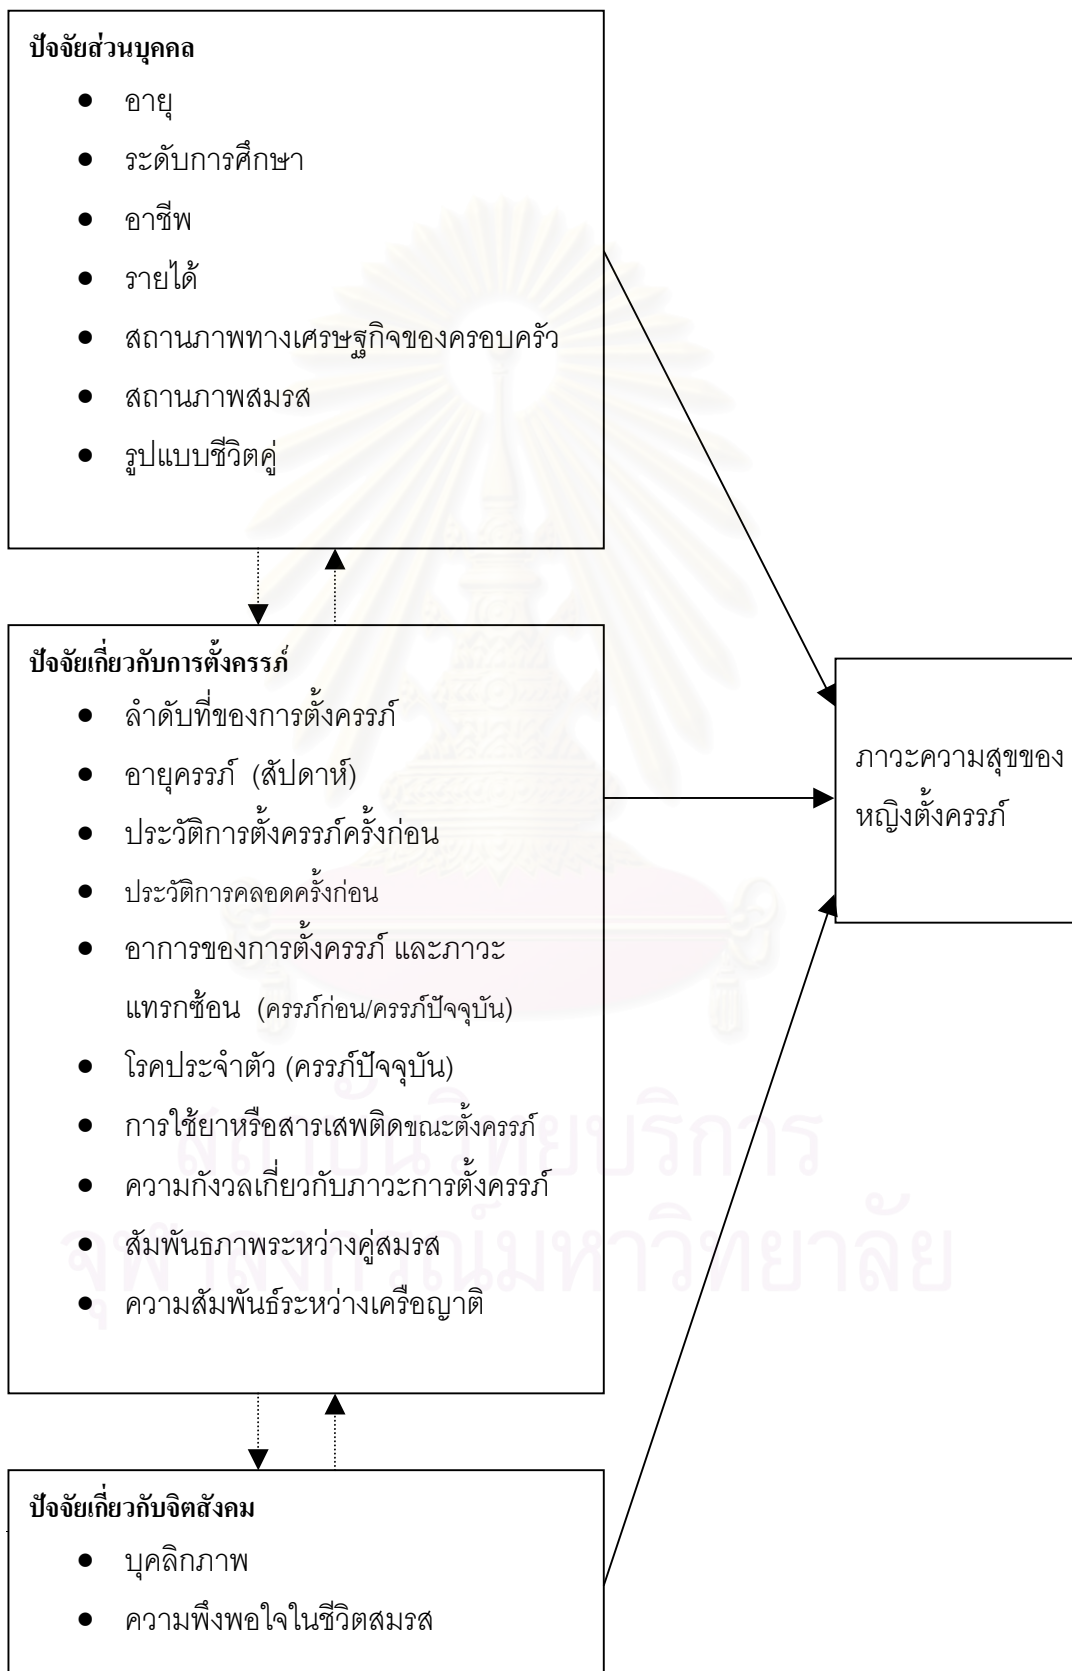 ปัจจัยส่วนบุคคล
● อายุ
● ระดับการศึกษา
● อาชีพ
● รายได้
● สถานภาพทางเศรษฐกิจของครอบครัว
● สถานภาพสมรส
● รูปแบบชีวิตคู่
ปัจจัยเกี่ยวกับการตั้งครรภ์
● ลำดับที่ของการตั้งครรภ์
● อายุครรภ์ (สัปดาห์)
● ประวัติการตั้งครรภ์ครั้งก่อน
● ประวัติการคลอดครั้งก่อน
● อาการของการตั้งครรภ์ และภาวะ
แทรกซ้อน (ครรภ์ก่อน/ครรภ์ปัจจุบัน)
● โรคประจำตัว (ครรภ์ปัจจุบัน)
● การใช้ยาหรือสารเสพติดขณะตั้งครรภ์
● ความกังวลเกี่ยวกับภาวะการตั้งครรภ์
● สัมพันธภาพระหว่างคู่สมรส
● ความสัมพันธ์ระหว่างเครือญาติ
ปัจจัยเกี่ยวกับจิตสังคม
● บุคลิกภาพ
● ความพึงพอใจในชีวิตสมรส
ภาวะความสุขของ
หญิงตั้งครรภ์
สถาบันวิทยบริการ
จุฬาลงกรณ์มหาวิทยาลัย